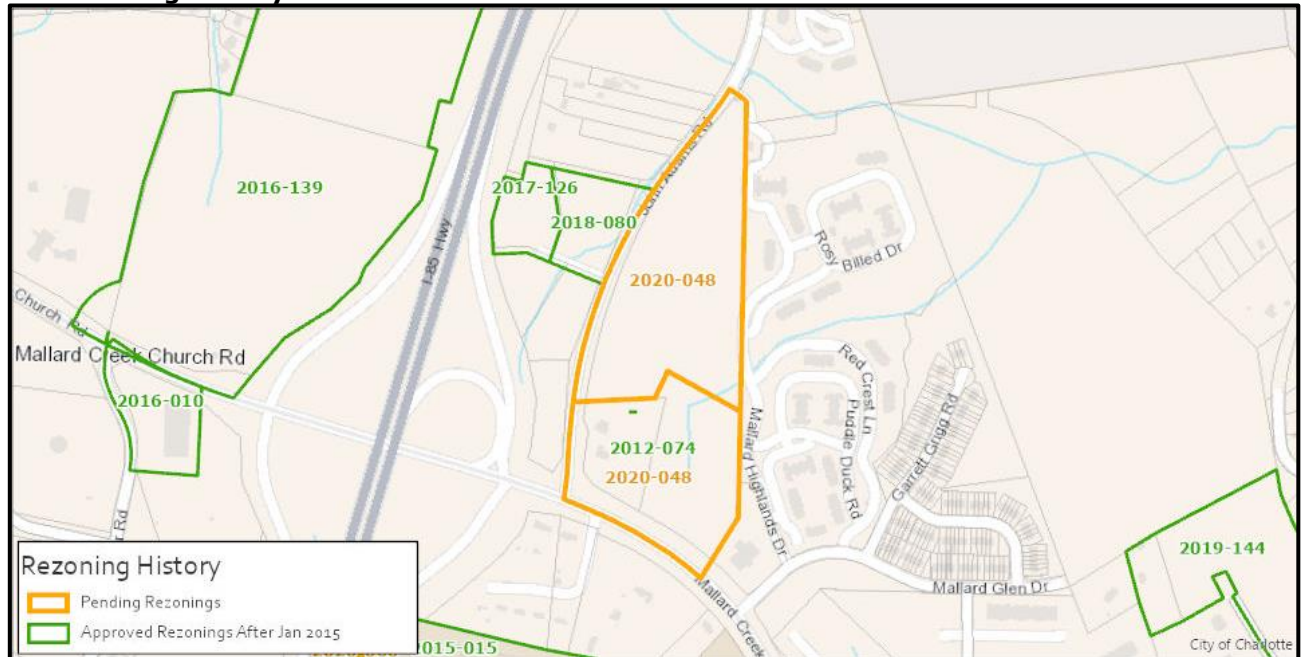 2016-139
2017-126
2018-080
I-85 Hwy
2020-048
Rosy
Billed Dr
Church Rd
Mallard Creek Church Rd
2016-010
2012-074
2020-048
Red Crest Ln
Puddle Duck Rd
Garrett Grigg Rd
Mallard Highlands Dr
Mallard Glen Dr
2019-144
Mallard Creek
Rezoning History
Pending Rezonings
Approved Rezonings After Jan 2015
2015-015
City of Charlotte